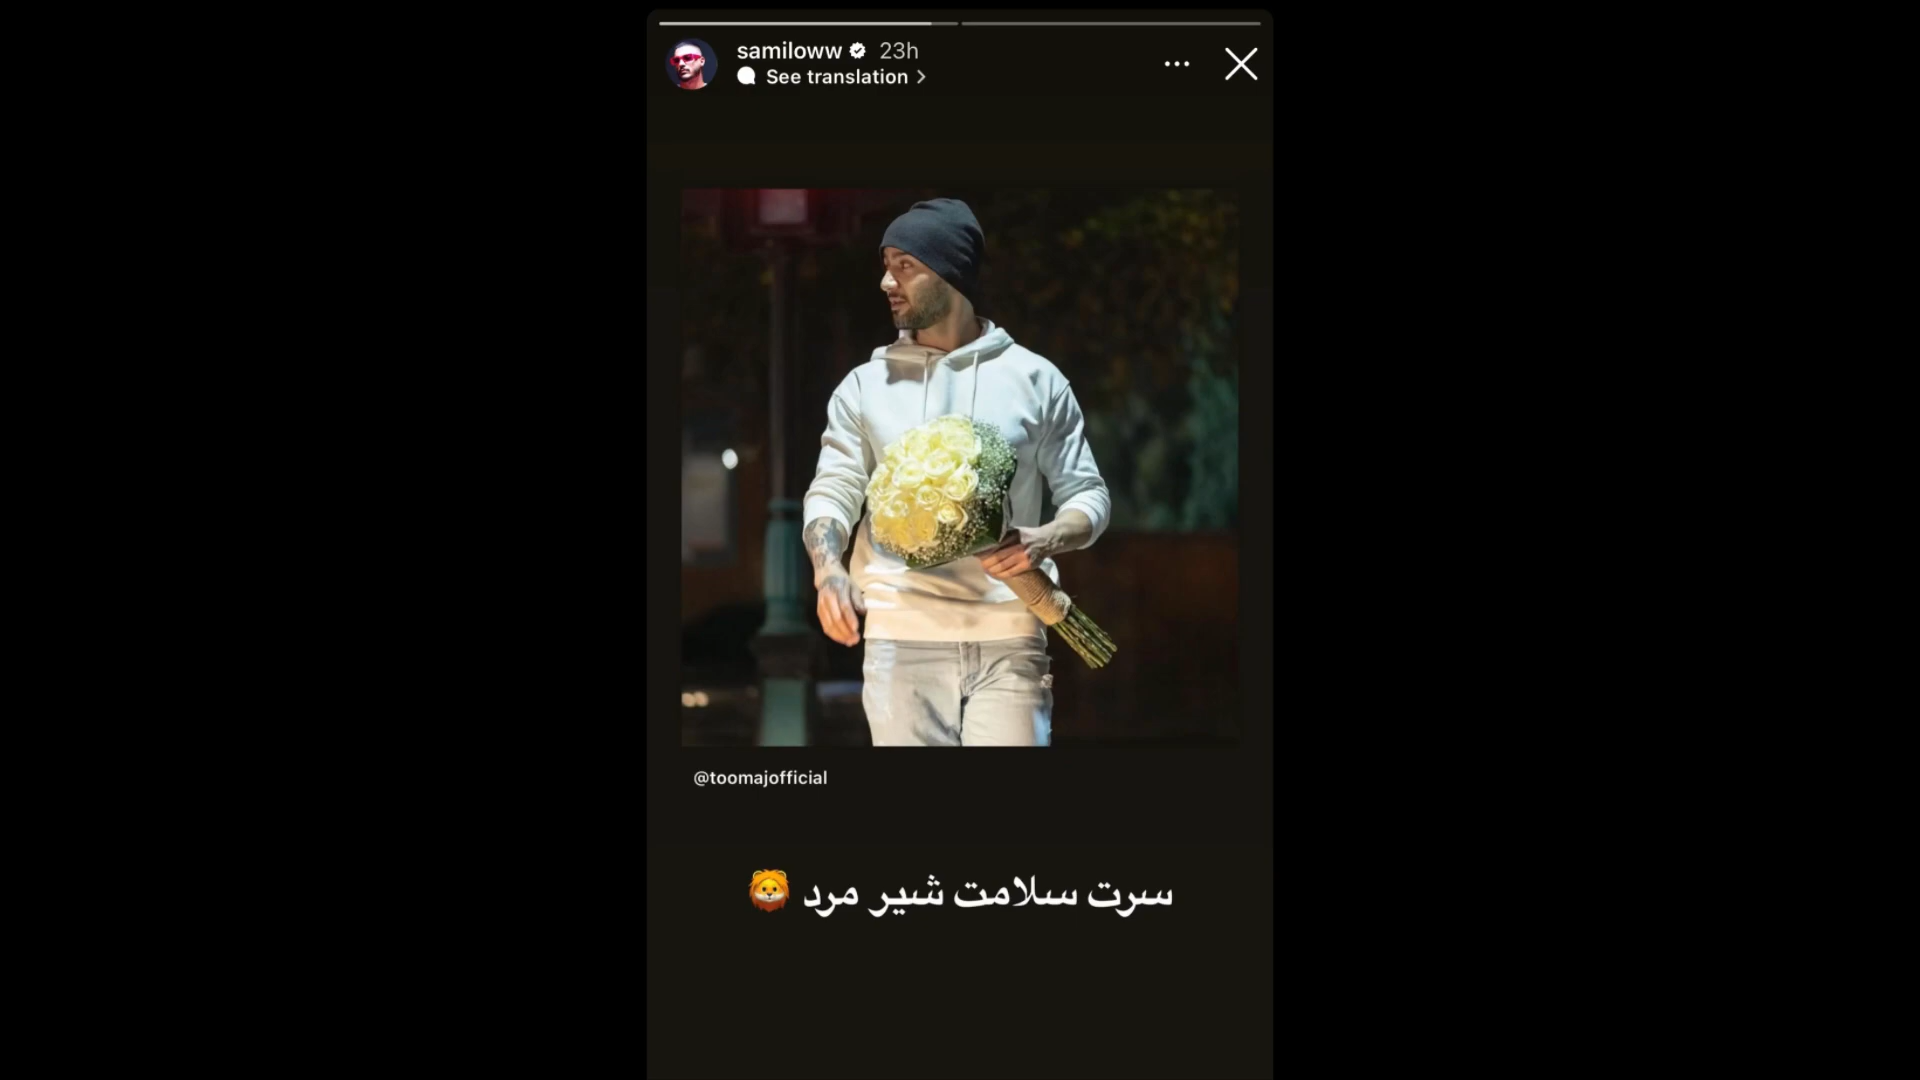 samiloww 23h
See translation
@toomajofficial
سرت سلامت شیر مرد 🦁